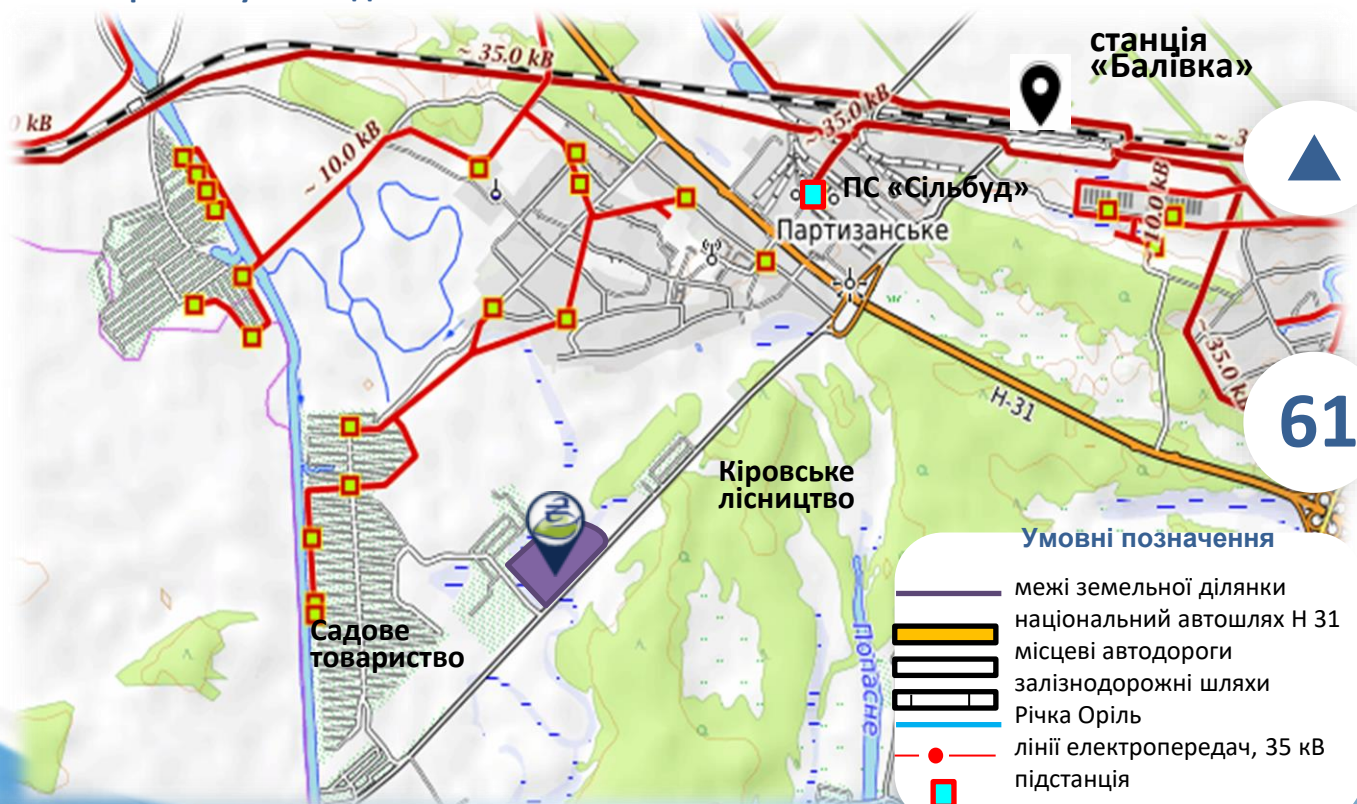 станція
«Балівка»
~ 35.0 kB
~35.0 kB
0 kB
~ 10.0 kB
ПС «Сільбуд»
~10.0 kB
Партизанське
~35.0 kB
H-31
61
Кіровське
лісництво
Попасне
Садове
товариство
Умовні позначення
межі земельної ділянки
національний автошлях Н 31
місцеві автодороги
залізнодорожні шляхи
Річка Оріль
лінії електропередач, 35 кВ
підстанція